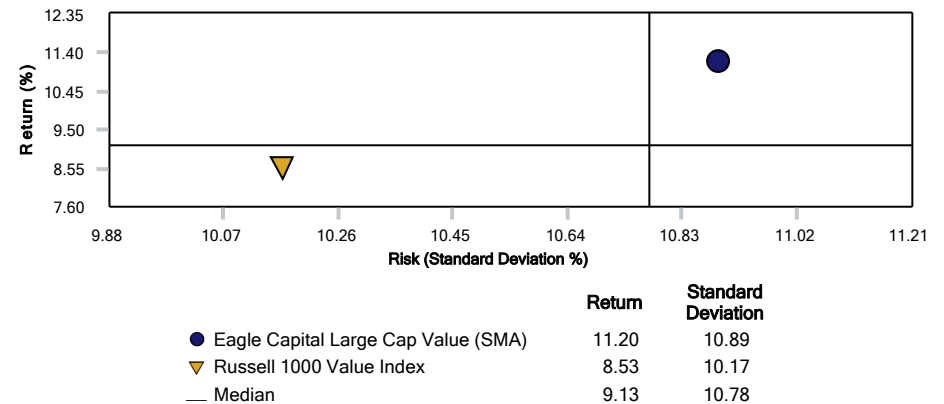 12.35
11.40
10.45
9.50
8.55
7.60
Return (%)
9.88 10.07 10.26 10.45 10.64 10.83 11.02 11.21
Risk (Standard Deviation %)
Return Standard Deviation
Eagle Capital Large Cap Value (SMA) 11.20 10.89
Russell 1000 Value Index 8.53 10.17
Median 9.13 10.78